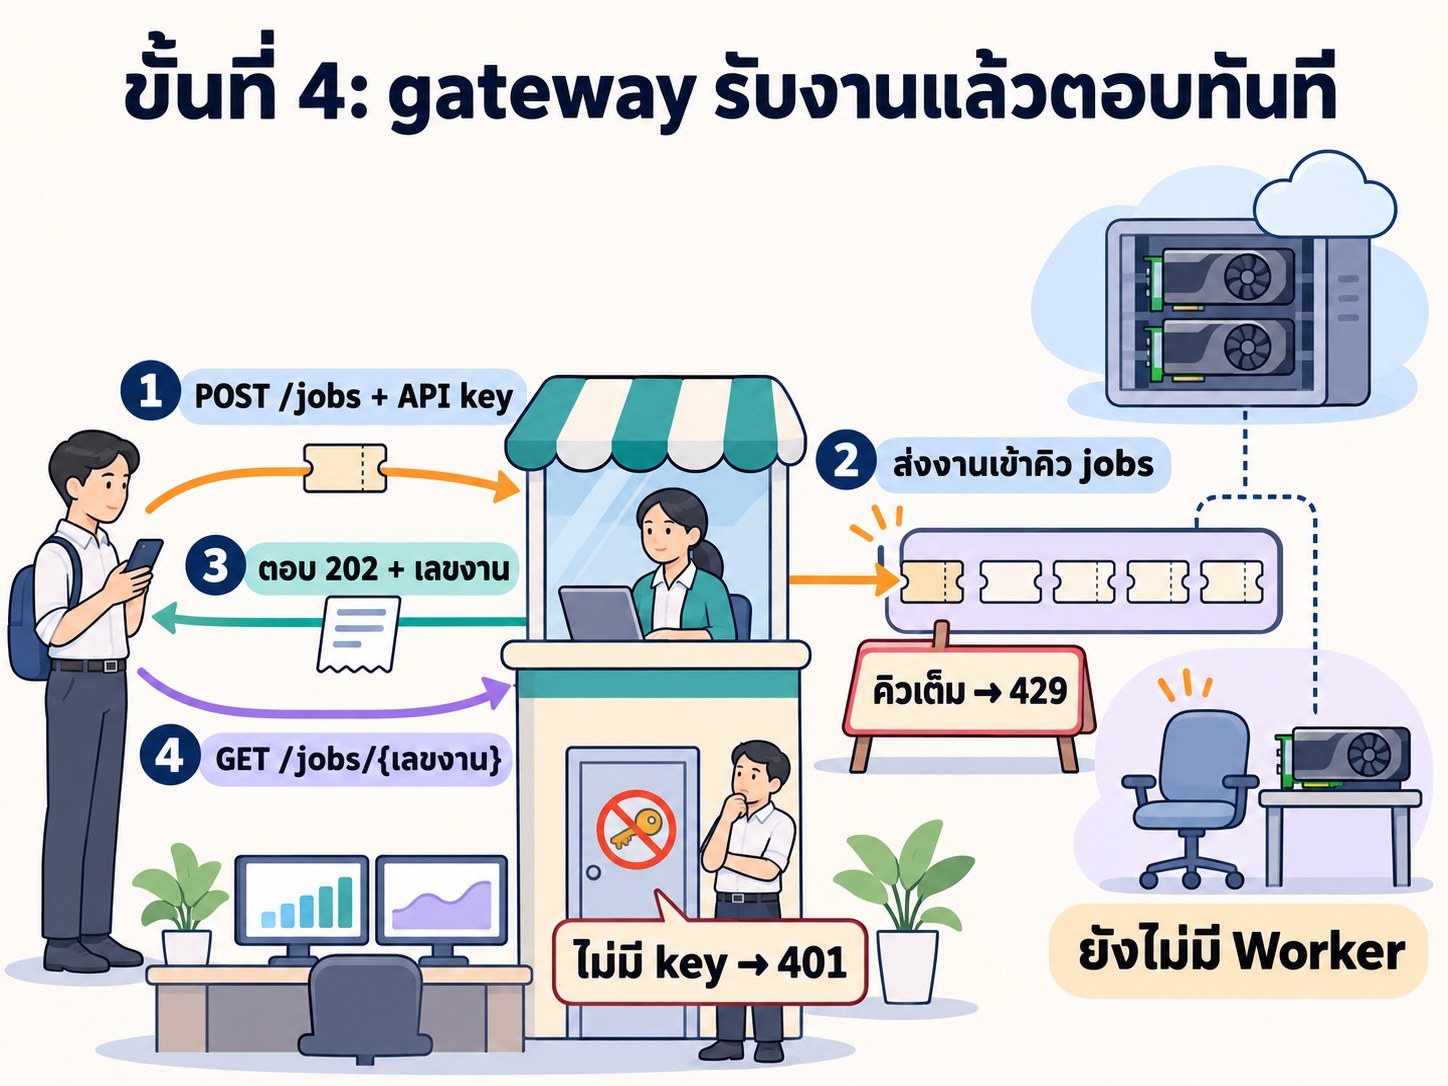 ขั้นที่ 4: gateway รับงานแล้วตอบทันที
1 POST /jobs + API key
2 ส่งงานเข้าคิว jobs
3 ตอบ 202 + เลขงาน
คิวเต็ม → 429
4 GET /jobs/{เลขงาน}
ไม่มี key → 401
ยังไม่มี Worker